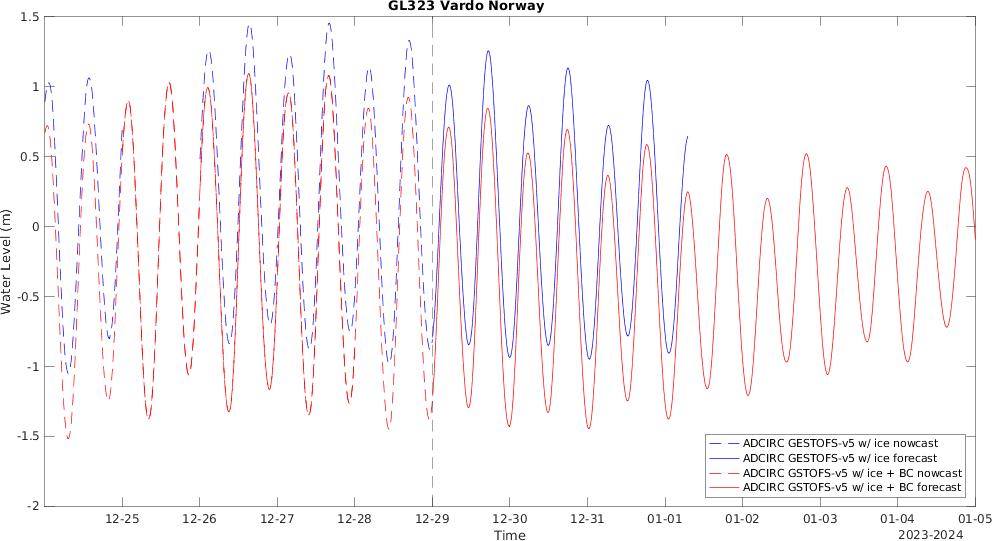 GL323 Vardo Norway
1.5
1
0.5
0
-0.5
-1
-1.5
-2
Water Level (m)
ADCIRC GESTOFS-v5 w/ ice nowcast
ADCIRC GESTOFS-v5 w/ ice forecast
ADCIRC GSTOFS-v5 w/ ice + BC nowcast
ADCIRC GSTOFS-v5 w/ ice + BC forecast
12-25 12-26 12-27 12-28 12-29 12-30 12-31 01-01 01-02 01-03 01-04 01-05
Time
2023-2024